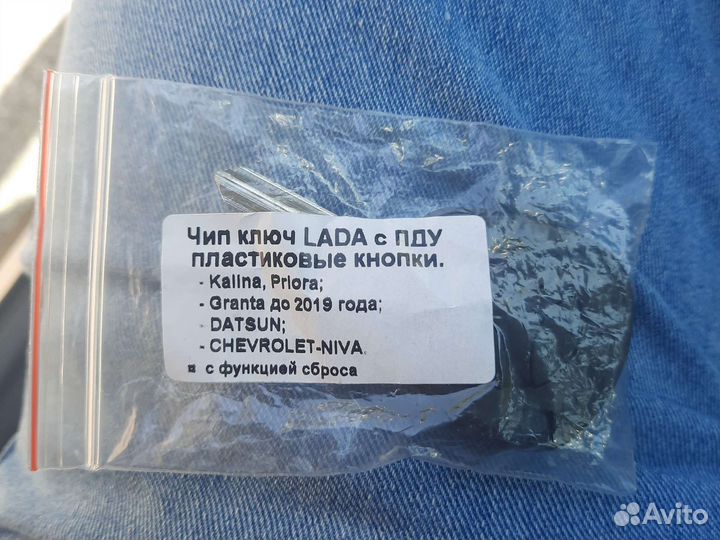 Чип ключ LADA с ПДУ
пластиковые кнопки.
- Kalina, Priora;
- Granta до 2019 года;
- DATSUN;
- CHEVROLET-NIVA.
¤ с функцией сброса
Avito